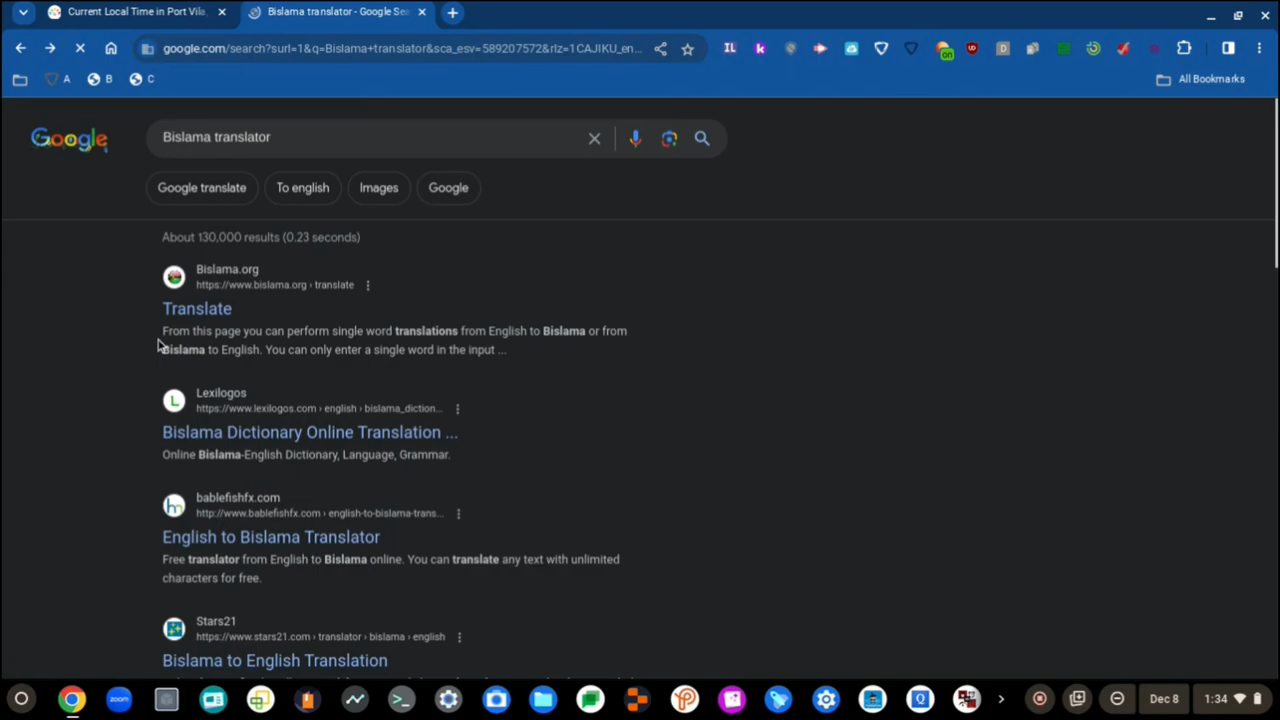 Current Local Time in Port Vila,
Bislama translator - Google Sea
google.com/search?surl=1&q=Bislama+translator&sca_esv=589207572&rlz=1CAJIKU_en...
IL
k
on
UD
D
A
B
C
All Bookmarks
Google
Bislama translator
Google translate
To english
Images
Google
About 130,000 results (0.23 seconds)
Bislama.org
https://www.bislama.org › translate
Translate
From this page you can perform single word translations from English to Bislama or from
Bislama to English. You can only enter a single word in the input ...
L
Lexilogos
https://www.lexilogos.com › english › bislama_diction...
Bislama Dictionary Online Translation ...
Online Bislama-English Dictionary, Language, Grammar.
bablefishfx.com
http://www.bablefishfx.com › english-to-bislama-trans...
English to Bislama Translator
Free translator from English to Bislama online. You can translate any text with unlimited
characters for free.
Stars21
https://www.stars21.com › translator › bislama › english
Bislama to English Translation
zoom
Q
Dec 8
1:34